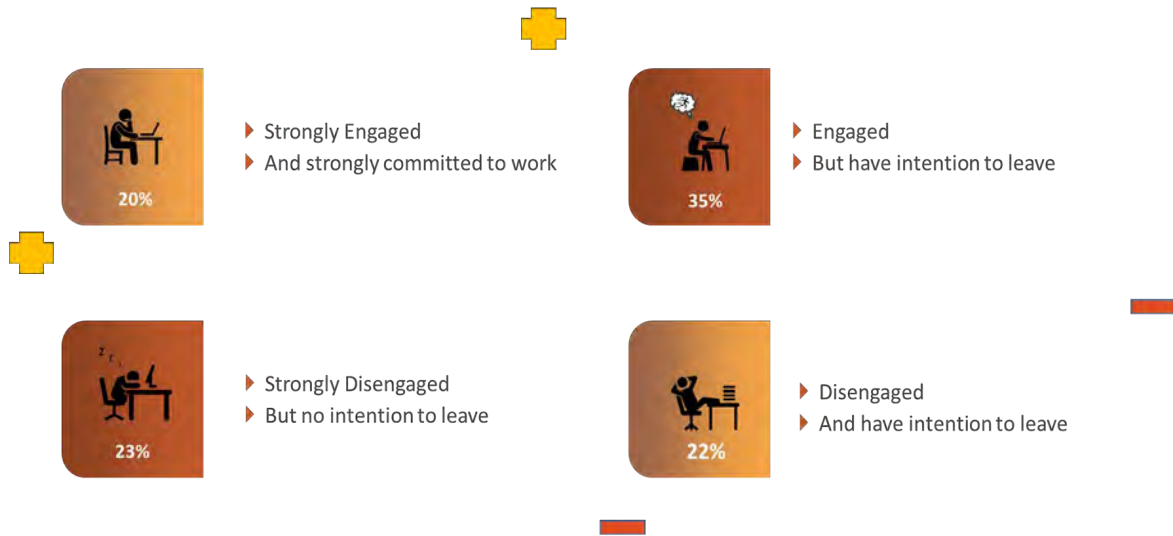 Strongly Engaged
And strongly committed to work
20%
Engaged
But have intention to leave
35%
Strongly Disengaged
But no intention to leave
23%
Disengaged
And have intention to leave
22%